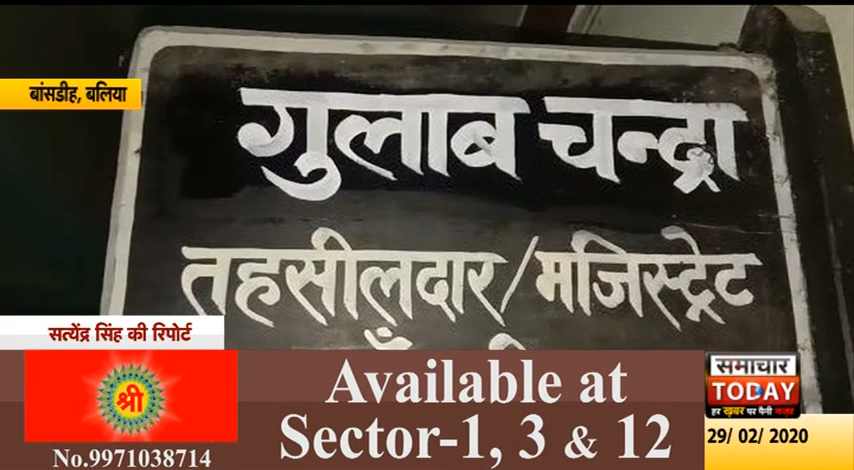 बांसडीह, बलिया
गुलाब चन्द्रा
तहसीलदार/मजिस्ट्रेट
सत्येंद्र सिंह की रिपोर्ट
श्री
No.9971038714
Available at
Sector-1, 3 & 12
समाचार
TODAY
हर ख़बर पर पैनी नजर
29/ 02/ 2020